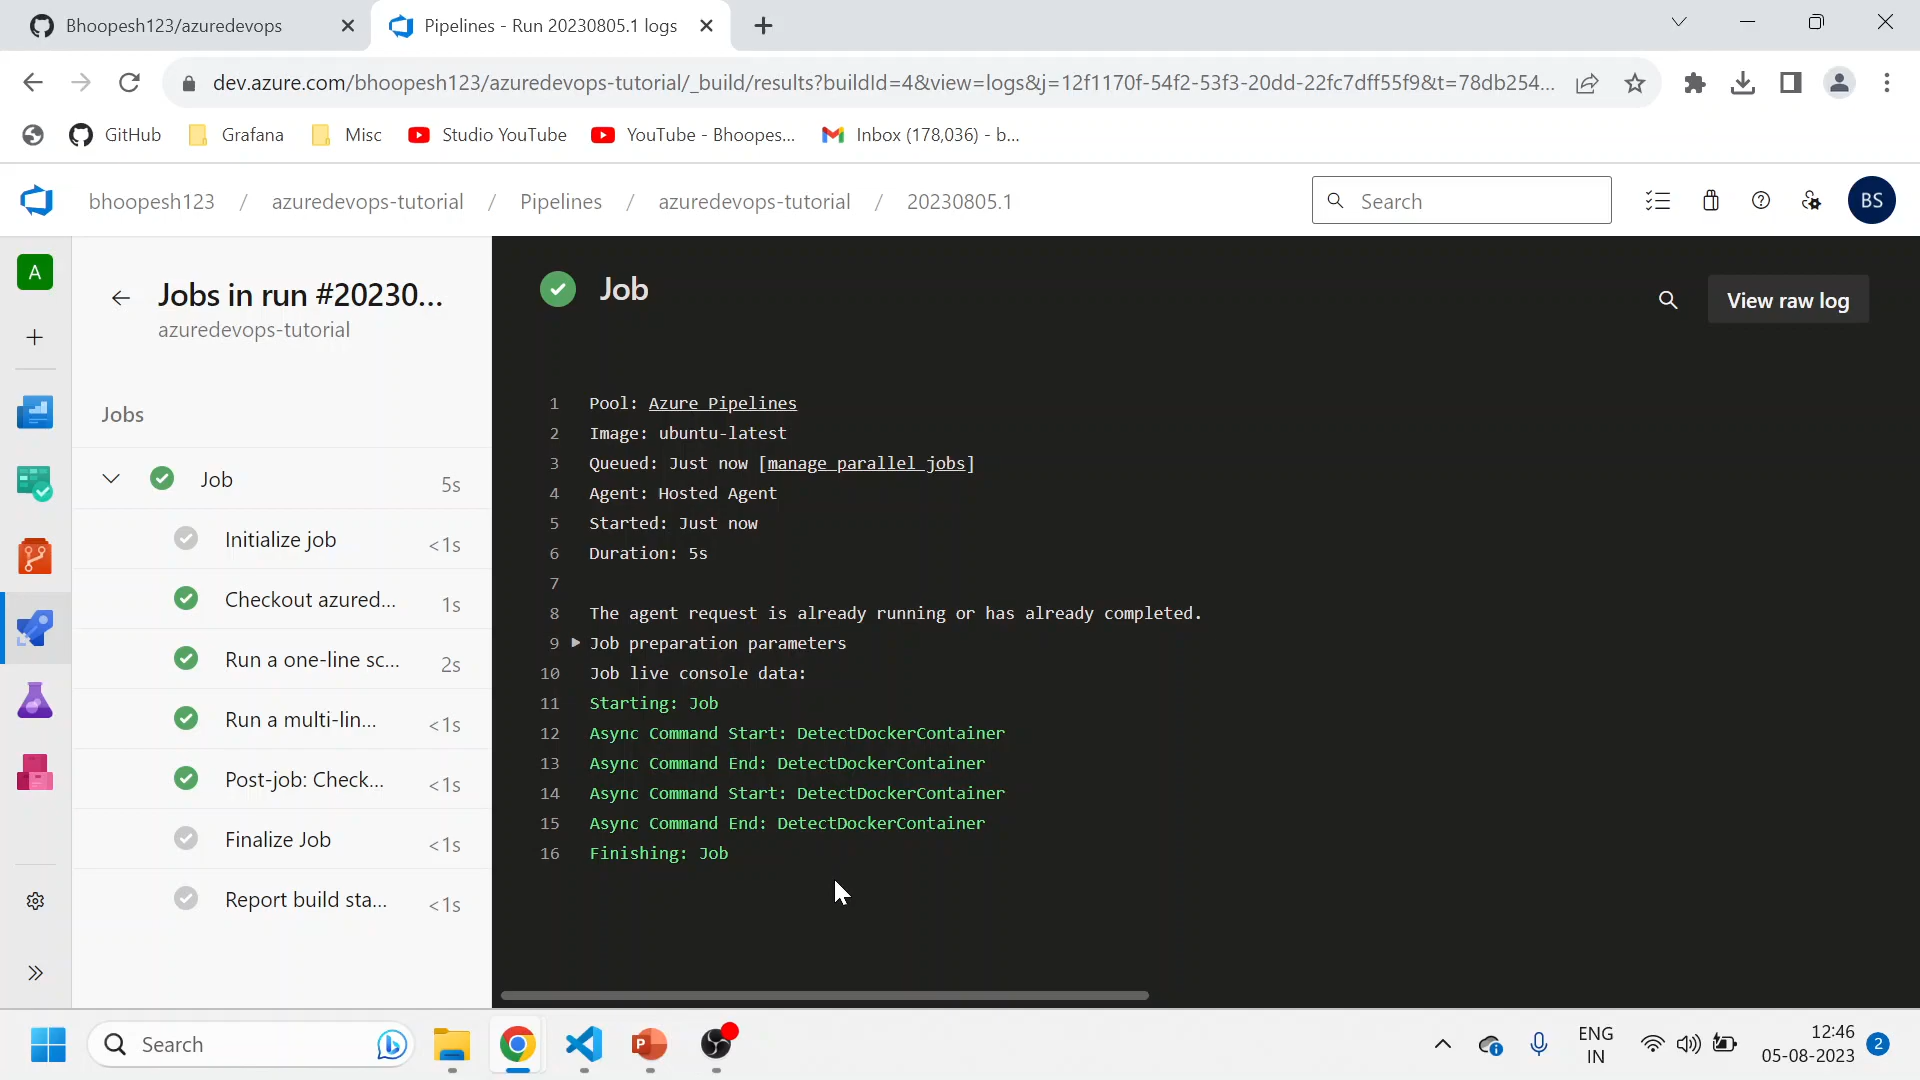 Bhoopesh123/azuredevops
Pipelines - Run 20230805.1 logs
dev.azure.com/bhoopesh123/azuredevops-tutorial/_build/results?buildId=4&view=logs&j=12f1170f-54f2-53f3-20dd-22fc7dff55f9&t=78db254...
GitHub
Grafana
Misc
Studio YouTube
YouTube - Bhoopes...
Inbox (178,036) - b...
bhoopesh123 / azuredevops-tutorial / Pipelines / azuredevops-tutorial / 20230805.1
Search
BS
A
Jobs in run #20230...
azuredevops-tutorial
Jobs
Job 5s
Initialize job <1s
Checkout azured... 1s
Run a one-line sc... 2s
Run a multi-lin... <1s
Post-job: Check... <1s
Finalize Job <1s
Report build sta... <1s
Job
View raw log
1 Pool: Azure Pipelines
2 Image: ubuntu-latest
3 Queued: Just now [manage parallel jobs]
4 Agent: Hosted Agent
5 Started: Just now
6 Duration: 5s
7
8 The agent request is already running or has already completed.
9 Job preparation parameters
10 Job live console data:
11 Starting: Job
12 Async Command Start: DetectDockerContainer
13 Async Command End: DetectDockerContainer
14 Async Command Start: DetectDockerContainer
15 Async Command End: DetectDockerContainer
16 Finishing: Job
Search
P
ENG
IN
12:46
05-08-2023
2